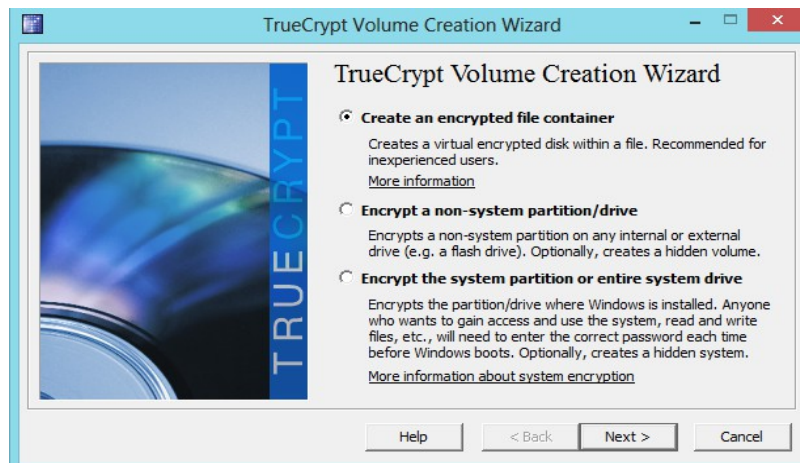 TrueCrypt Volume Creation Wizard
TRUECRYPT
TrueCrypt Volume Creation Wizard
Create an encrypted file container
Creates a virtual encrypted disk within a file. Recommended for
inexperienced users.
More information
Encrypt a non-system partition/drive
Encrypts a non-system partition on any internal or external
drive (e.g. a flash drive). Optionally, creates a hidden volume.
Encrypt the system partition or entire system drive
Encrypts the partition/drive where Windows is installed. Anyone
who wants to gain access and use the system, read and write
files, etc., will need to enter the correct password each time
before Windows boots. Optionally, creates a hidden system.
More information about system encryption
Help
< Back
Next >
Cancel